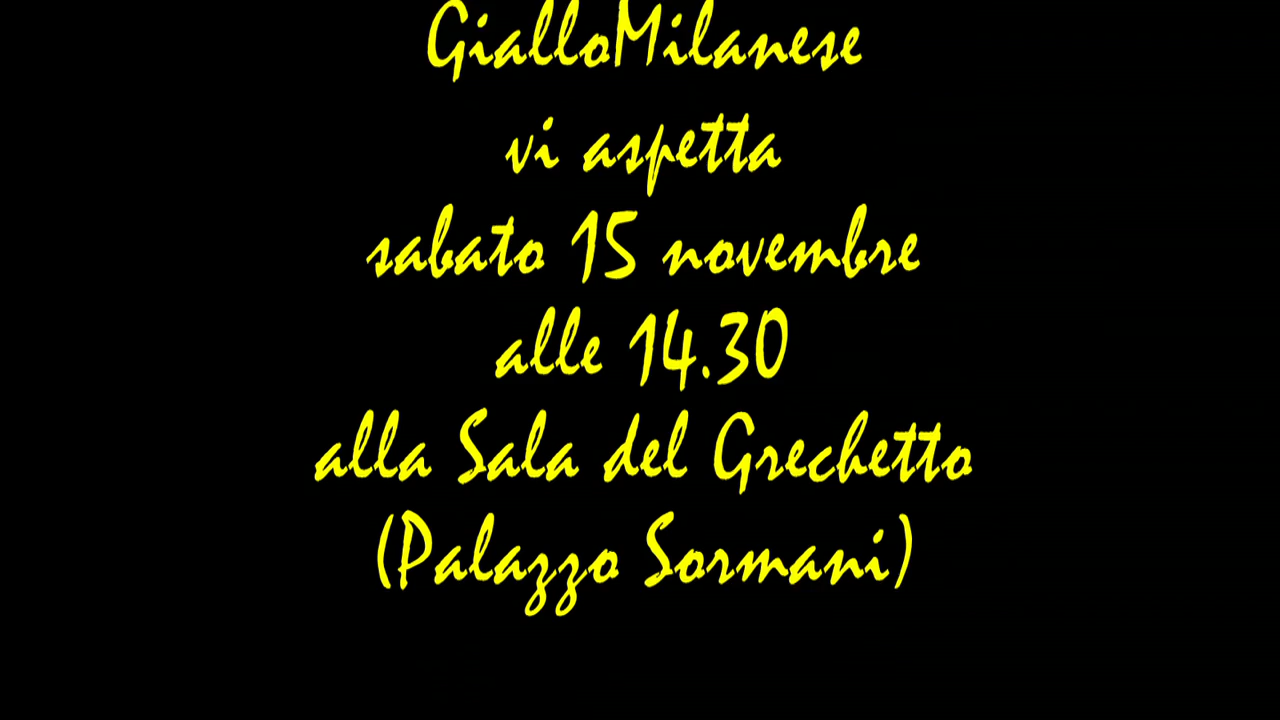 GialloMilanese
vi aspetta
sabato 15 novembre
alle 14.30
alla Sala del Grechetto
(Palazzo Sormani)